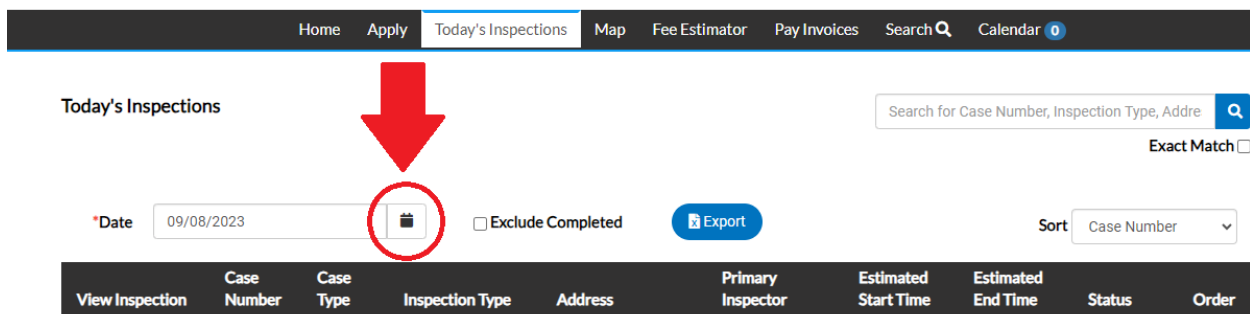 Home Apply Today's Inspections Map Fee Estimator Pay Invoices Search Calendar 0
Today's Inspections
Search for Case Number, Inspection Type, Addre
Exact Match
*Date 09/08/2023 Exclude Completed Export Sort Case Number
View Inspection Case Number Case Type Inspection Type Address Primary Inspector Estimated Start Time Estimated End Time Status Order